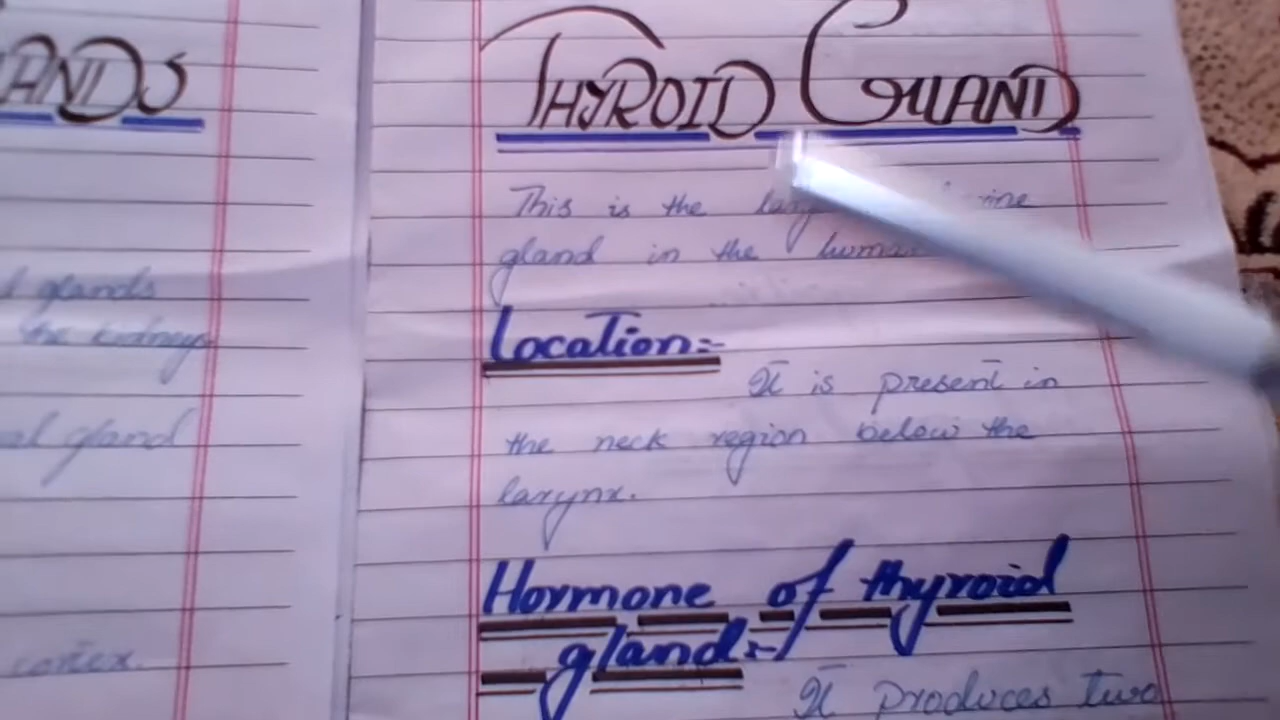 ANDS
glands
the kidneys
al gland
cortex.
THYROID GLAND
This is the
gland in the
Location:-
It is present in
the neck region below the
larynx.
Hormone of thyroid
gland:-
It produces two